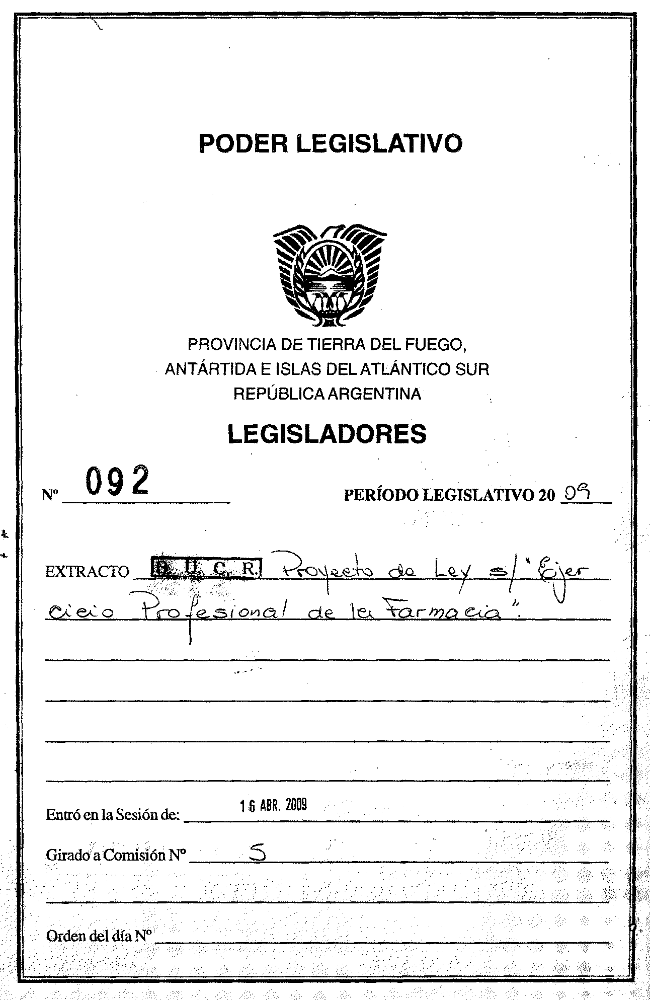 PODER LEGISLATIVO
PROVINCIA DE TIERRA DEL FUEGO,
ANTÁRTIDA E ISLAS DEL ATLÁNTICO SUR
REPÚBLICA ARGENTINA
LEGISLADORES
Nº 092 PERÍODO LEGISLATIVO 20 09
EXTRACTO B. U. C. R. Proyecto de Ley s/ "Ejer
cicio Profesional de la Farmacia".
Entró en la Sesión de: 16 ABR. 2009
Girado a Comisión Nº 5
Orden del día Nº